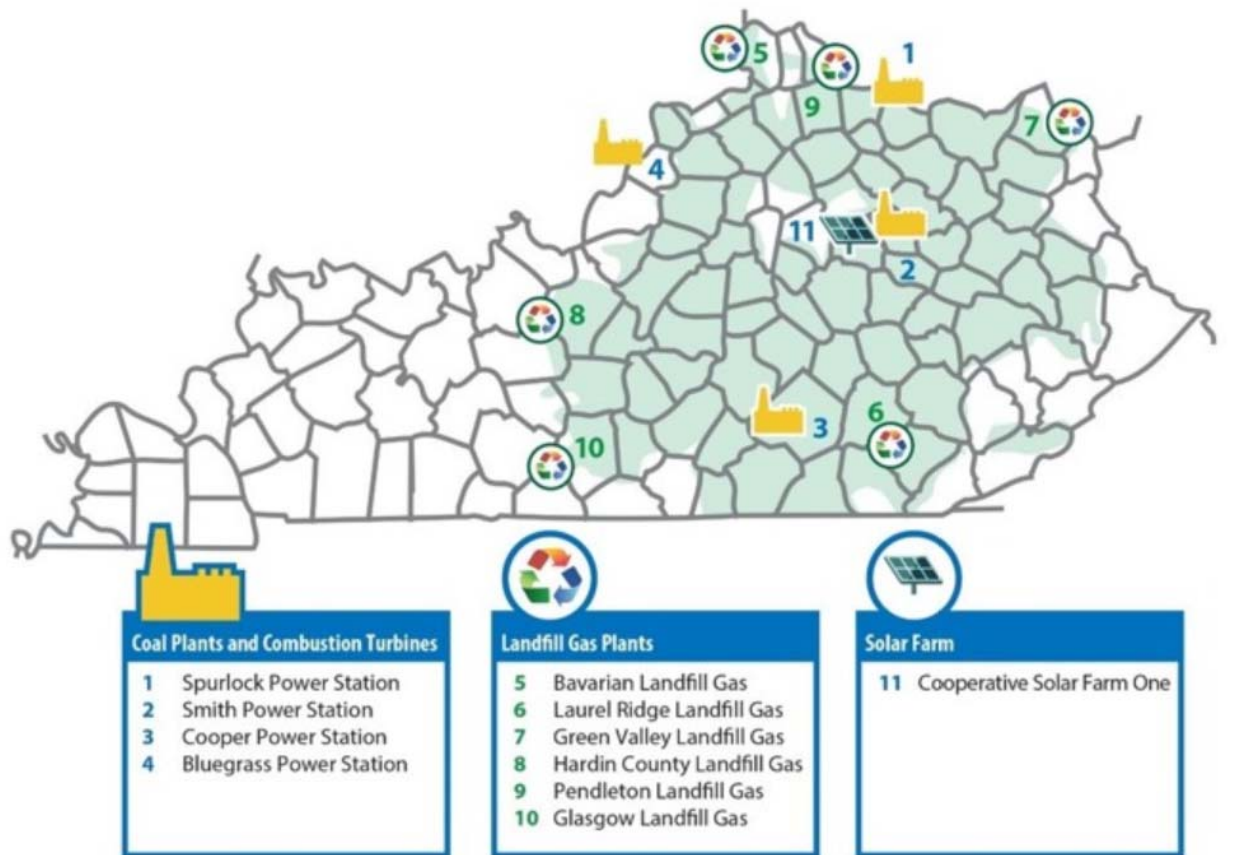 5
1
9
7
4
11
2
8
6
3
10
Coal Plants and Combustion Turbines
1 Spurlock Power Station
2 Smith Power Station
3 Cooper Power Station
4 Bluegrass Power Station
Landfill Gas Plants
5 Bavarian Landfill Gas
6 Laurel Ridge Landfill Gas
7 Green Valley Landfill Gas
8 Hardin County Landfill Gas
9 Pendleton Landfill Gas
10 Glasgow Landfill Gas
Solar Farm
11 Cooperative Solar Farm One